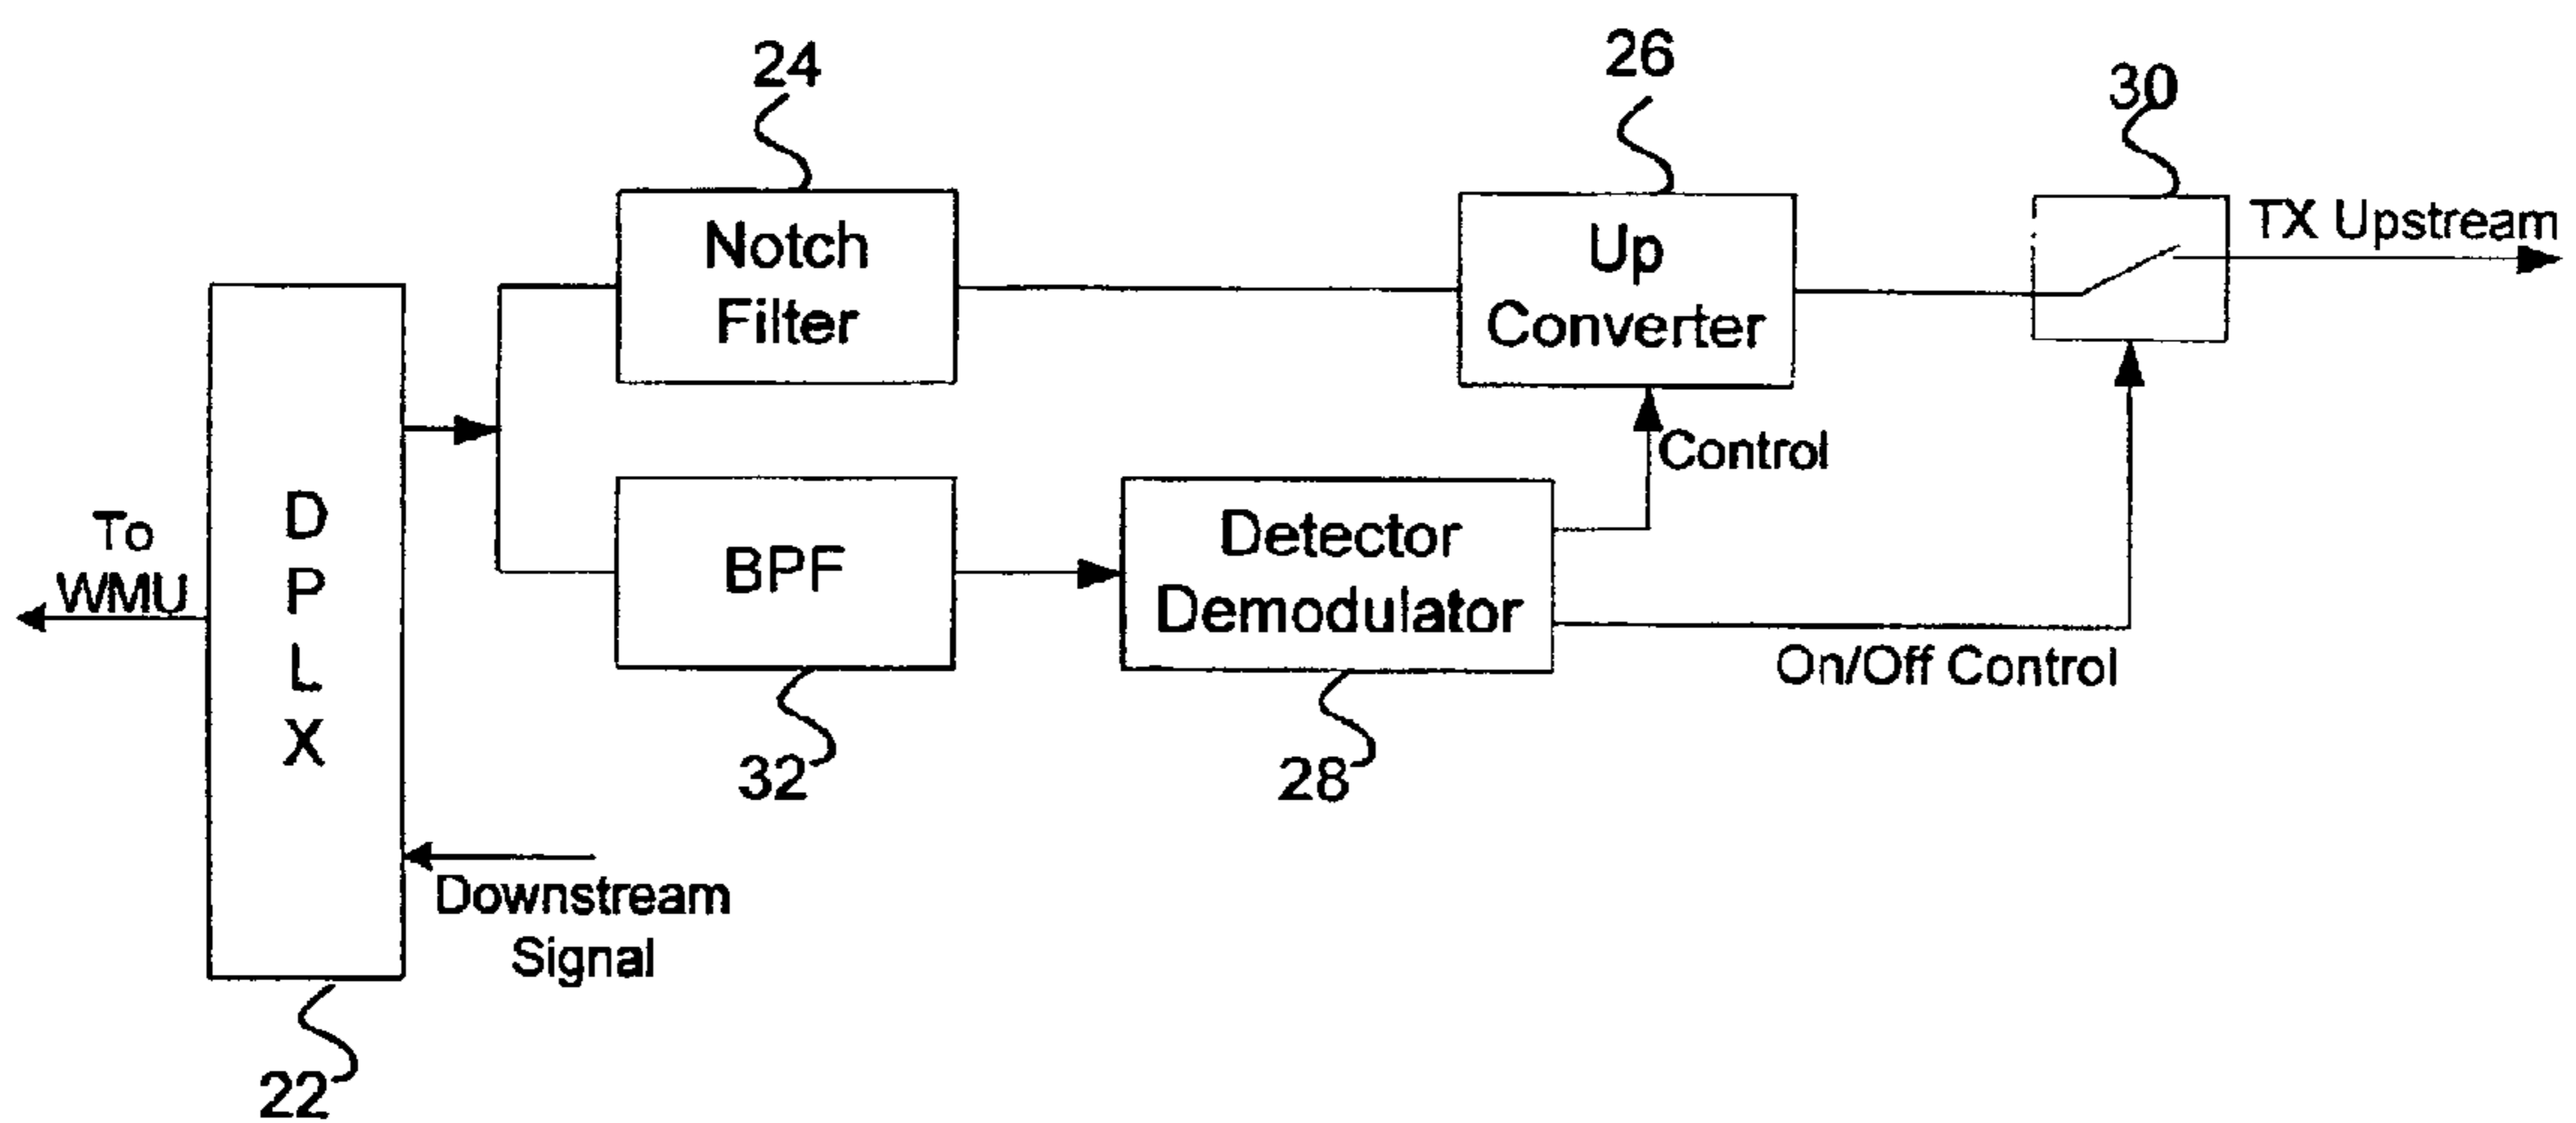 24
26
30
Notch
Filter
Up
Converter
TX Upstream
Control
To
WMU
D
P
L
X
BPF
Detector
Demodulator
On/Off Control
32
28
Downstream
Signal
22